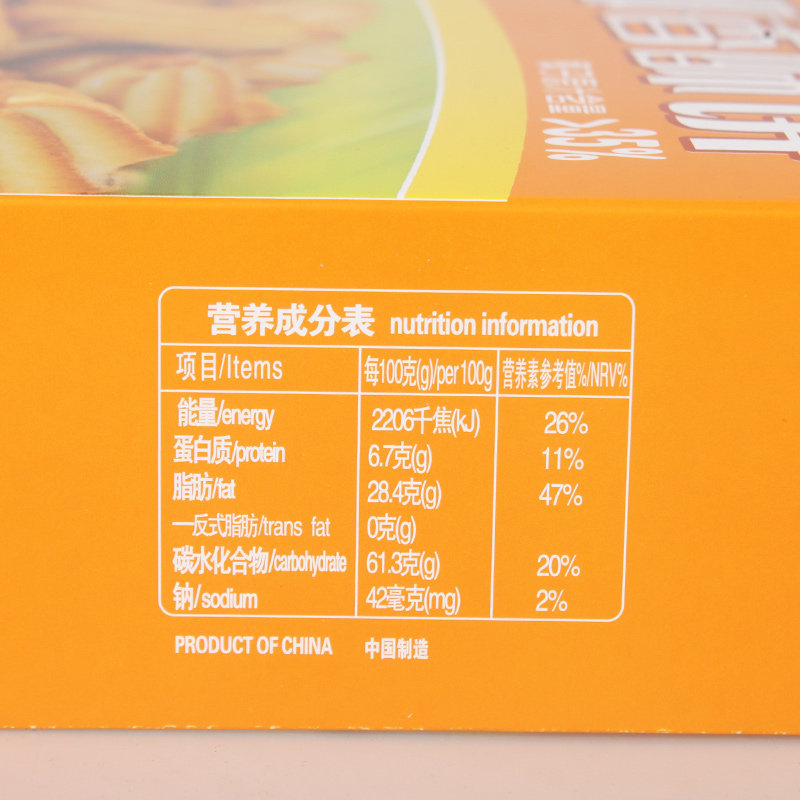 >35%
营养成分表 nutrition information
项目/Items 每100克(g)/per100g 营养素参考值%/NRV%
能量/energy 2206千焦(kJ) 26%
蛋白质/protein 6.7克(g) 11%
脂肪/fat 28.4克(g) 47%
一反式脂肪/trans fat 0克(g)
碳水化合物/carbohydrate 61.3克(g) 20%
钠/sodium 42毫克(mg) 2%
PRODUCT OF CHINA 中国制造